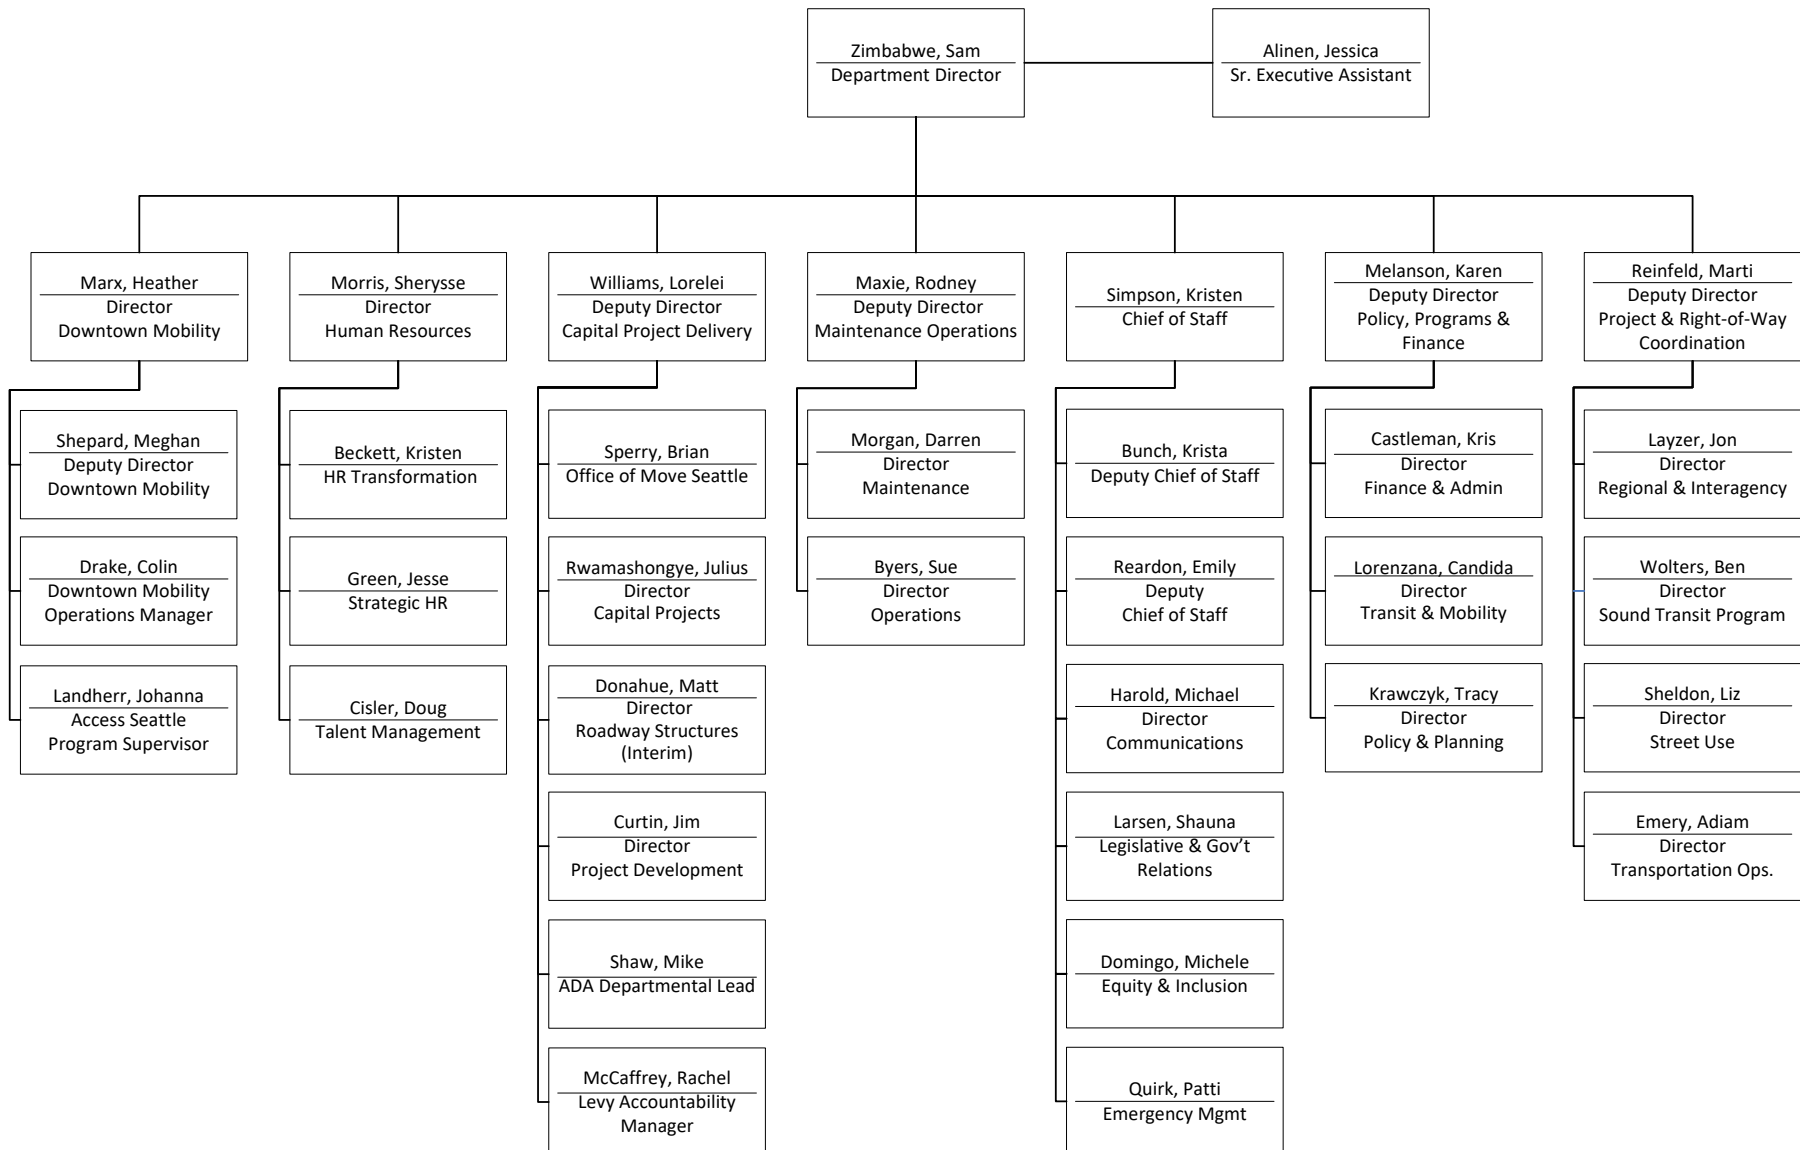 Zimbabwe, Sam
Department Director
Alinen, Jessica
Sr. Executive Assistant
Marx, Heather
Director
Downtown Mobility
Morris, Sherysse
Director
Human Resources
Williams, Lorelei
Deputy Director
Capital Project Delivery
Maxie, Rodney
Deputy Director
Maintenance Operations
Simpson, Kristen
Chief of Staff
Melanson, Karen
Deputy Director
Policy, Programs &
Finance
Reinfeld, Marti
Deputy Director
Project & Right-of-Way
Coordination
Shepard, Meghan
Deputy Director
Downtown Mobility
Drake, Colin
Downtown Mobility
Operations Manager
Landherr, Johanna
Access Seattle
Program Supervisor
Beckett, Kristen
HR Transformation
Green, Jesse
Strategic HR
Cisler, Doug
Talent Management
Sperry, Brian
Office of Move Seattle
Rwamashongye, Julius
Director
Capital Projects
Donahue, Matt
Director
Roadway Structures
(Interim)
Curtin, Jim
Director
Project Development
Shaw, Mike
ADA Departmental Lead
McCaffrey, Rachel
Levy Accountability
Manager
Morgan, Darren
Director
Maintenance
Byers, Sue
Director
Operations
Bunch, Krista
Deputy Chief of Staff
Reardon, Emily
Deputy
Chief of Staff
Harold, Michael
Director
Communications
Larsen, Shauna
Legislative & Gov’t
Relations
Domingo, Michele
Equity & Inclusion
Quirk, Patti
Emergency Mgmt
Castleman, Kris
Director
Finance & Admin
Lorenzana, Candida
Director
Transit & Mobility
Krawczyk, Tracy
Director
Policy & Planning
Layzer, Jon
Director
Regional & Interagency
Wolters, Ben
Director
Sound Transit Program
Sheldon, Liz
Director
Street Use
Emery, Adiam
Director
Transportation Ops.